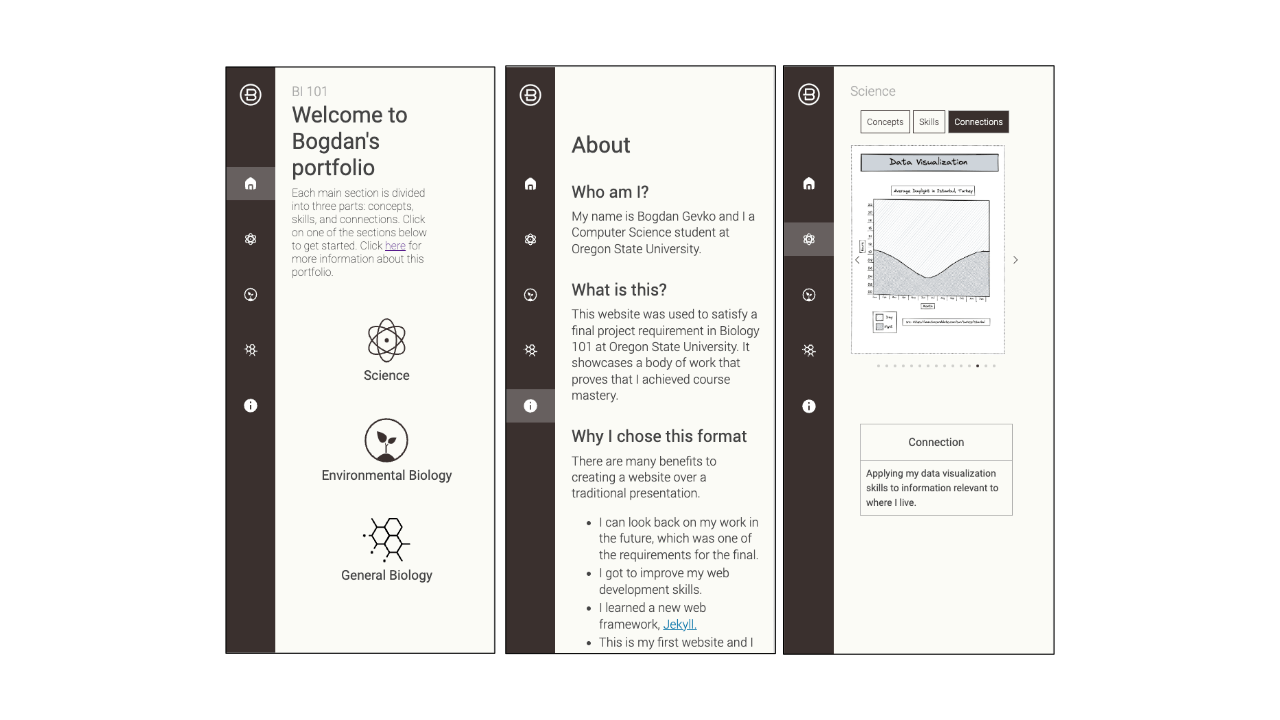 BI 101
Welcome to
Bogdan's
portfolio
Each main section is divided
into three parts: concepts,
skills, and connections. Click
on one of the sections below
to get started. Click here for
more information about this
portfolio.
Science
Environmental Biology
General Biology
About
Who am I?
My name is Bogdan Gevko and I a
Computer Science student at
Oregon State University.
What is this?
This website was used to satisfy a
final project requirement in Biology
101 at Oregon State University. It
showcases a body of work that
proves that I achieved course
mastery.
Why I chose this format
There are many benefits to
creating a website over a
traditional presentation.
I can look back on my work in
the future, which was one of
the requirements for the final.
I got to improve my web
development skills.
I learned a new web
framework, Jekyll.
This is my first website and I
Science
Concepts
Skills
Connections
Data Visualization
Average Daylight in Istanbul, Turkey
Day
Night
Connection
Applying my data visualization
skills to information relevant to
where I live.